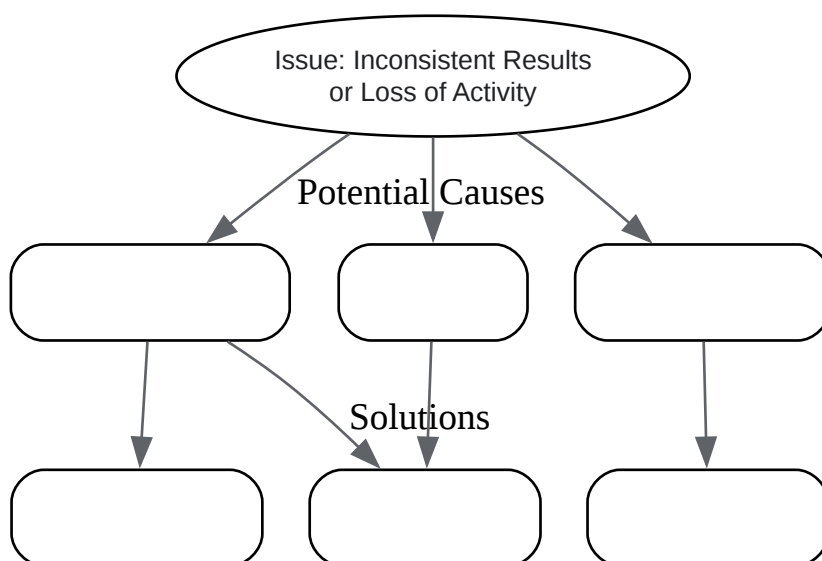 Issue: Inconsistent Results
or Loss of Activity
Potential Causes
Solutions